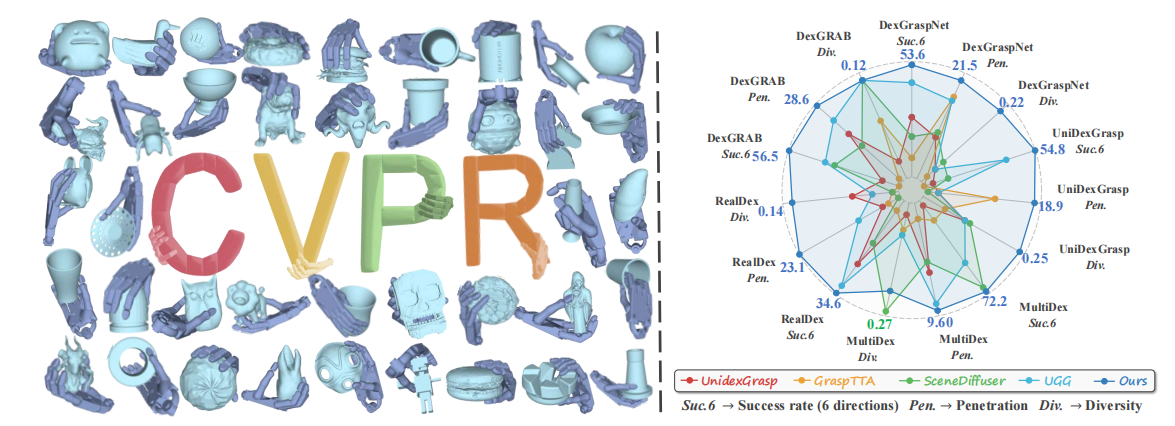 CVPR
DexGraspNet
Suc.6
53.6
DexGraspNet
Pen.
21.5
DexGraspNet
Div.
0.22
UniDexGrasp
Suc.6
54.8
UniDexGrasp
Pen.
18.9
UniDexGrasp
Div.
0.25
MultiDex
Suc.6
72.2
MultiDex
Pen.
9.60
MultiDex
Div.
0.27
RealDex
Suc.6
34.6
RealDex
Pen.
23.1
RealDex
Div.
0.14
DexGRAB
Suc.6
56.5
DexGRAB
Pen.
28.6
DexGRAB
Div.
0.12
UnidexGrasp GraspTTA SceneDiffuser UGG Ours
Suc.6 → Success rate (6 directions) Pen. → Penetration Div. → Diversity